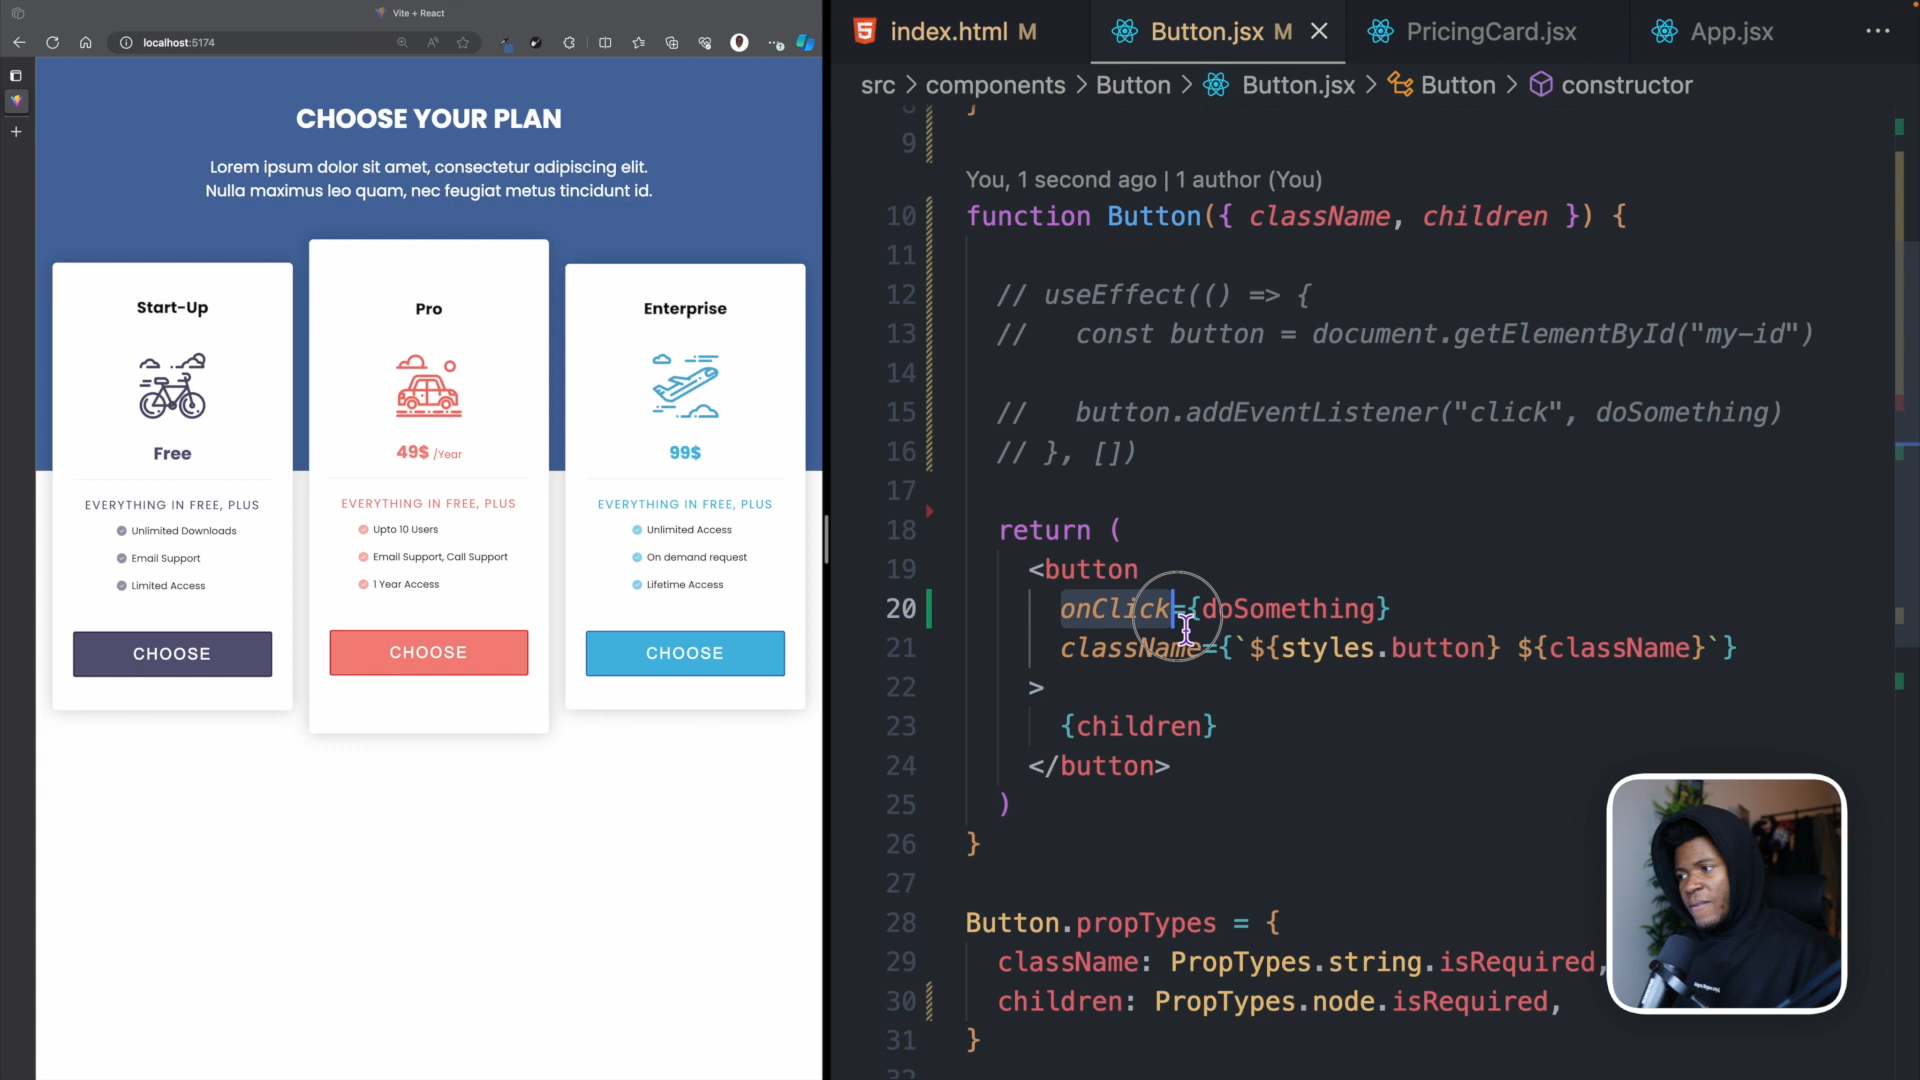 Vite + React
localhost:5174
CHOOSE YOUR PLAN
Lorem ipsum dolor sit amet, consectetur adipiscing elit.
Nulla maximus leo quam, nec feugiat metus tincidunt id.
Start-Up
Free
EVERYTHING IN FREE, PLUS
Unlimited Downloads
Email Support
Limited Access
CHOOSE
Pro
49$ /Year
EVERYTHING IN FREE, PLUS
Upto 10 Users
Email Support, Call Support
1 Year Access
CHOOSE
Enterprise
99$
EVERYTHING IN FREE, PLUS
Unlimited Access
On demand request
Lifetime Access
CHOOSE
index.html M
Button.jsx M
PricingCard.jsx
App.jsx
src > components > Button > Button.jsx > Button > constructor
8 }
9
You, 1 second ago | 1 author (You)
10 function Button({ className, children }) {
11
12 // useEffect(() => {
13 //   const button = document.getElementById("my-id")
14
15 //   button.addEventListener("click", doSomething)
16 // }, [])
17
18 return (
19 <button
20 onClick={doSomething}
21 className={`${styles.button} ${className}`}
22 >
23 {children}
24 </button>
25 )
26 }
27
28 Button.propTypes = {
29 className: PropTypes.string.isRequired,
30 children: PropTypes.node.isRequired,
31 }
32